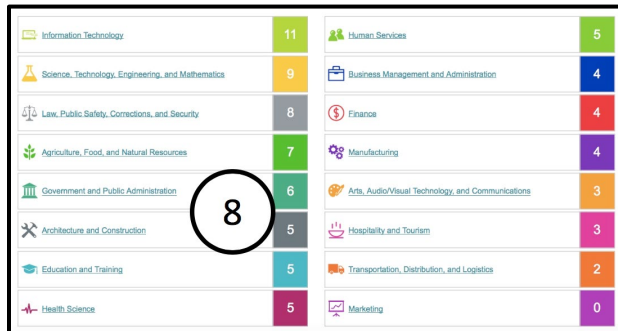 Information Technology 11
Science, Technology, Engineering, and Mathematics 9
Law, Public Safety, Corrections, and Security 8
Agriculture, Food, and Natural Resources 7
Government and Public Administration 6
8
Architecture and Construction 5
Education and Training 5
Health Science 5
Human Services 5
Business Management and Administration 4
Finance 4
Manufacturing 4
Arts, Audio/Visual Technology, and Communications 3
Hospitality and Tourism 3
Transportation, Distribution, and Logistics 2
Marketing 0